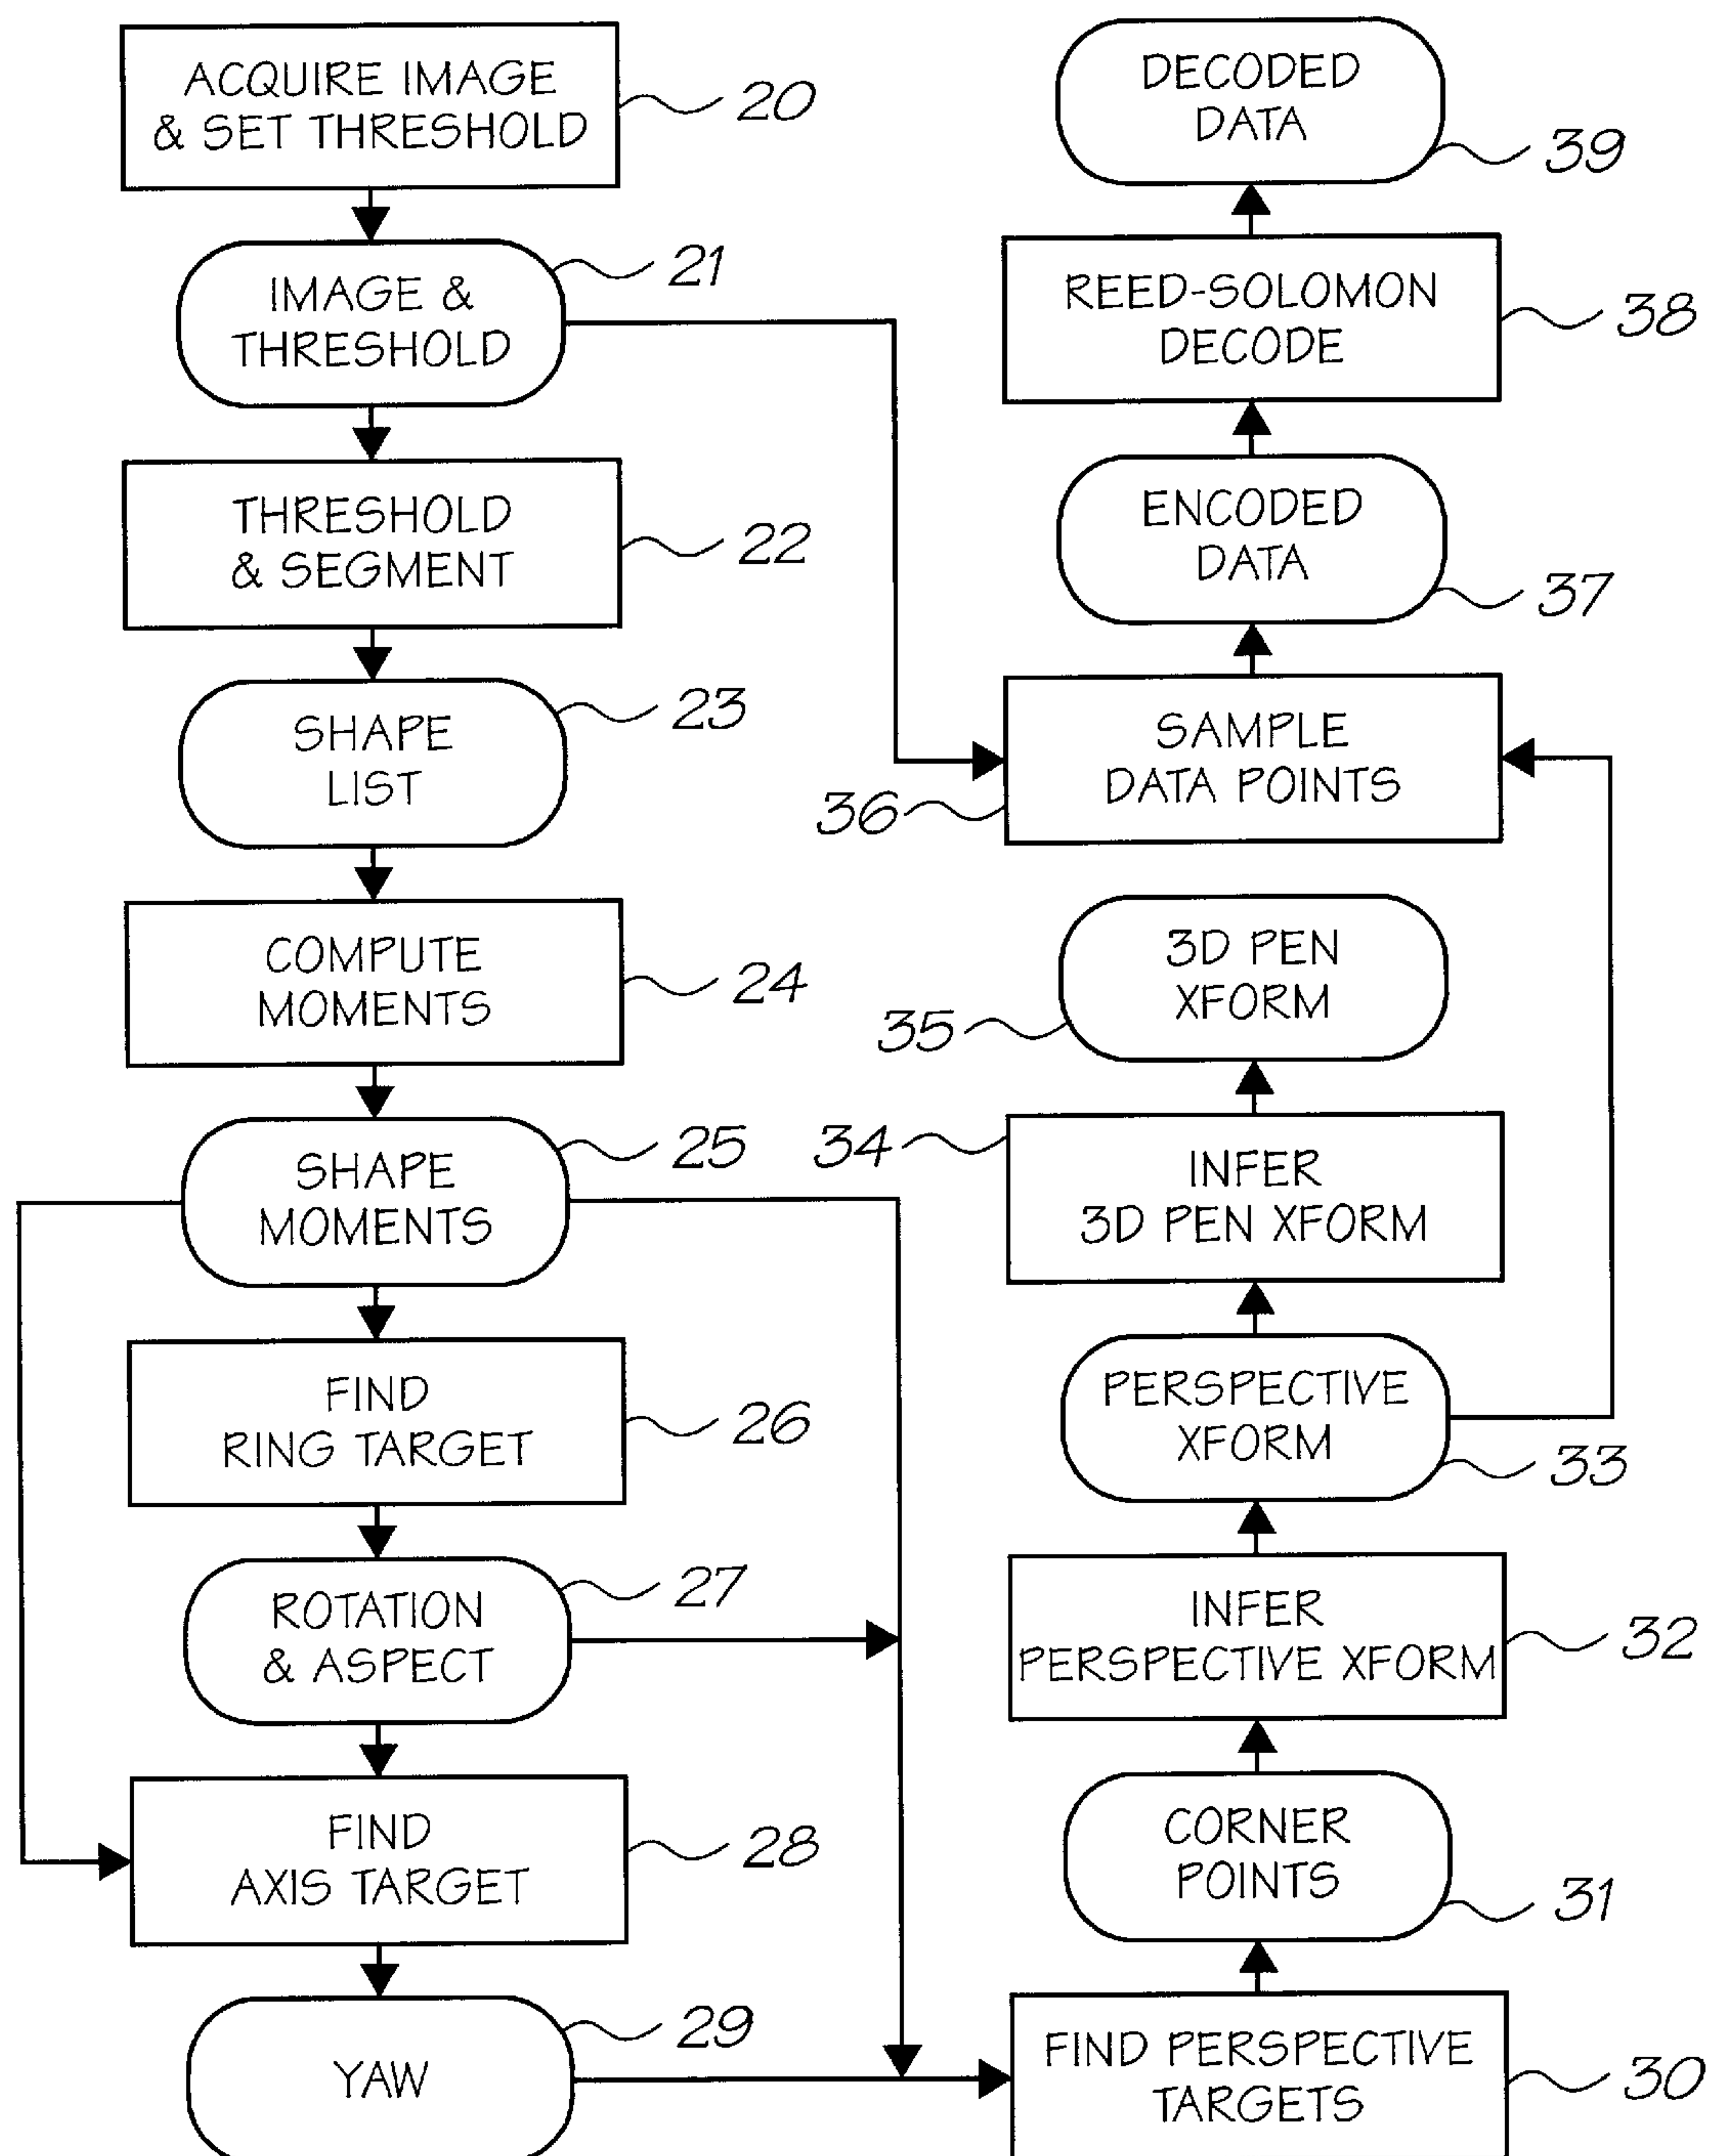 ACQUIRE IMAGE
& SET THRESHOLD
20
IMAGE &
THRESHOLD
21
THRESHOLD
& SEGMENT
22
SHAPE
LIST
23
COMPUTE
MOMENTS
24
SHAPE
MOMENTS
25
FIND
RING TARGET
26
ROTATION
& ASPECT
27
FIND
AXIS TARGET
28
YAW
29
FIND PERSPECTIVE
TARGETS
30
CORNER
POINTS
31
INFER
PERSPECTIVE XFORM
32
PERSPECTIVE
XFORM
33
INFER
3D PEN XFORM
34
3D PEN
XFORM
35
SAMPLE
DATA POINTS
36
ENCODED
DATA
37
REED-SOLOMON
DECODE
38
DECODED
DATA
39